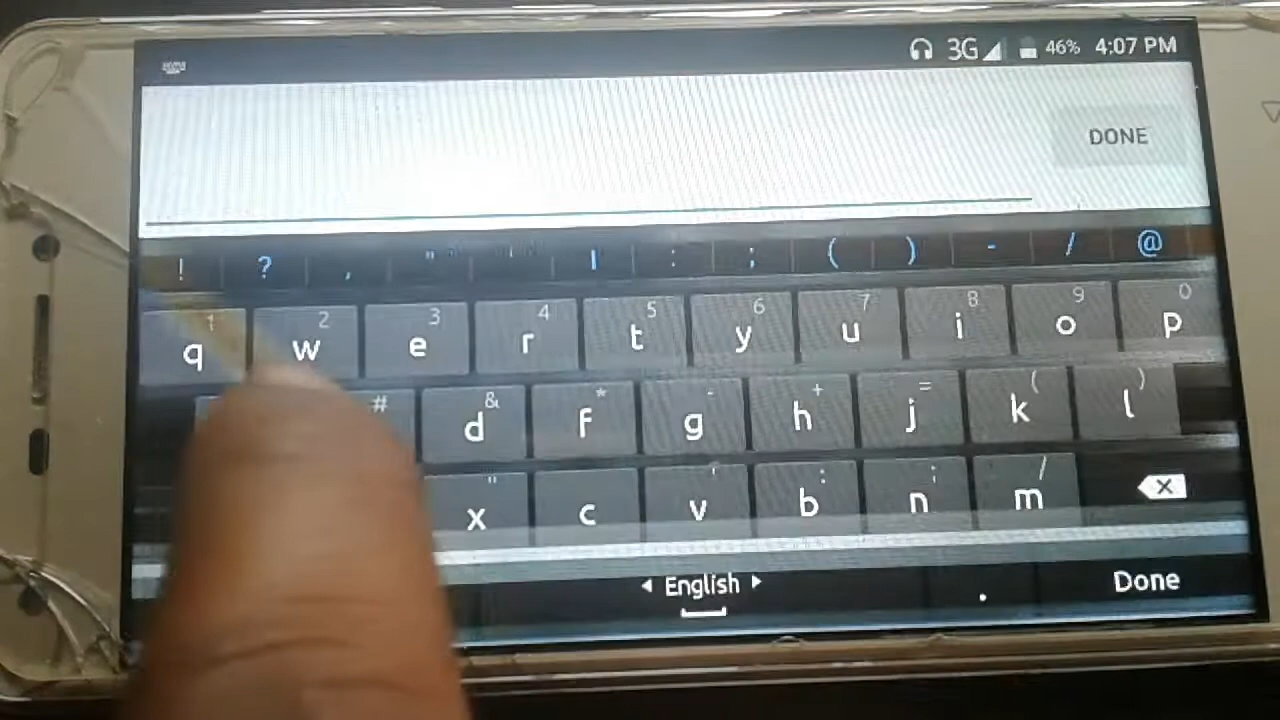 3G 46% 4:07 PM
DONE
! ? , " | : ; ( ) - / @
1 2 3 4 5 6 7 8 9 0
q w e r t y u i o p
# & * - + = ( )
d f g h j k l
" ' : ; /
x c v b n m
English . Done